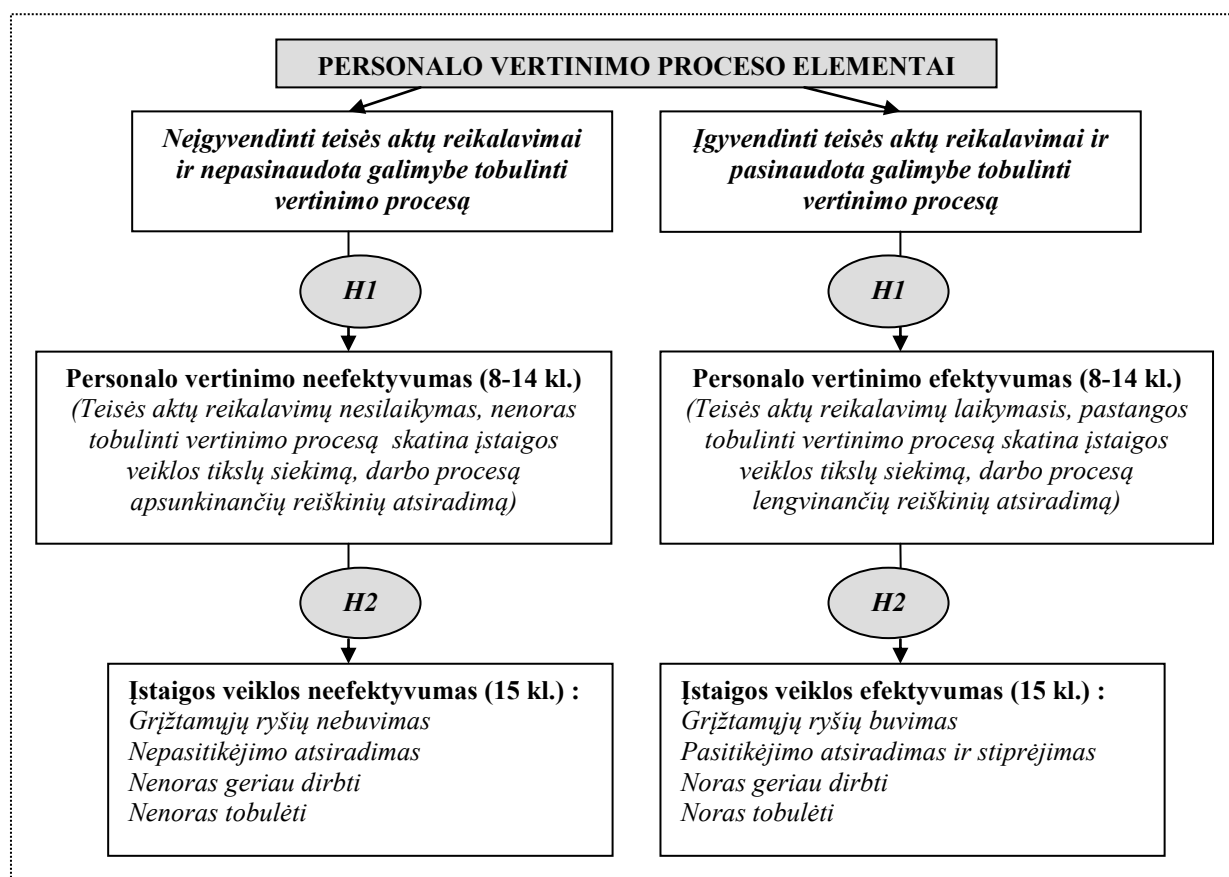 PERSONALO VERTINIMO PROCESO ELEMENTAI
Neįgyvendinti teisės aktų reikalavimai
ir nepasinaudota galimybe tobulinti
vertinimo procesą
Įgyvendinti teisės aktų reikalavimai ir
pasinaudota galimybe tobulinti
vertinimo procesą
H1
H1
Personalo vertinimo neefektyvumas (8-14 kl.)
(Teisės aktų reikalavimų nesilaikymas, nenoras
tobulinti vertinimo procesą skatina įstaigos
veiklos tikslų siekimą, darbo procesą
apsunkinančių reiškinių atsiradimą)
Personalo vertinimo efektyvumas (8-14 kl.)
(Teisės aktų reikalavimų laikymasis, pastangos
tobulinti vertinimo procesą skatina įstaigos
veiklos tikslų siekimą, darbo procesą
lengvinančių reiškinių atsiradimą)
H2
H2
Įstaigos veiklos neefektyvumas (15 kl.) :
Grįžtamųjų ryšių nebuvimas
Nepasitikėjimo atsiradimas
Nenoras geriau dirbti
Nenoras tobulėti
Įstaigos veiklos efektyvumas (15 kl.) :
Grįžtamųjų ryšių buvimas
Pasitikėjimo atsiradimas ir stiprėjimas
Noras geriau dirbti
Noras tobulėti